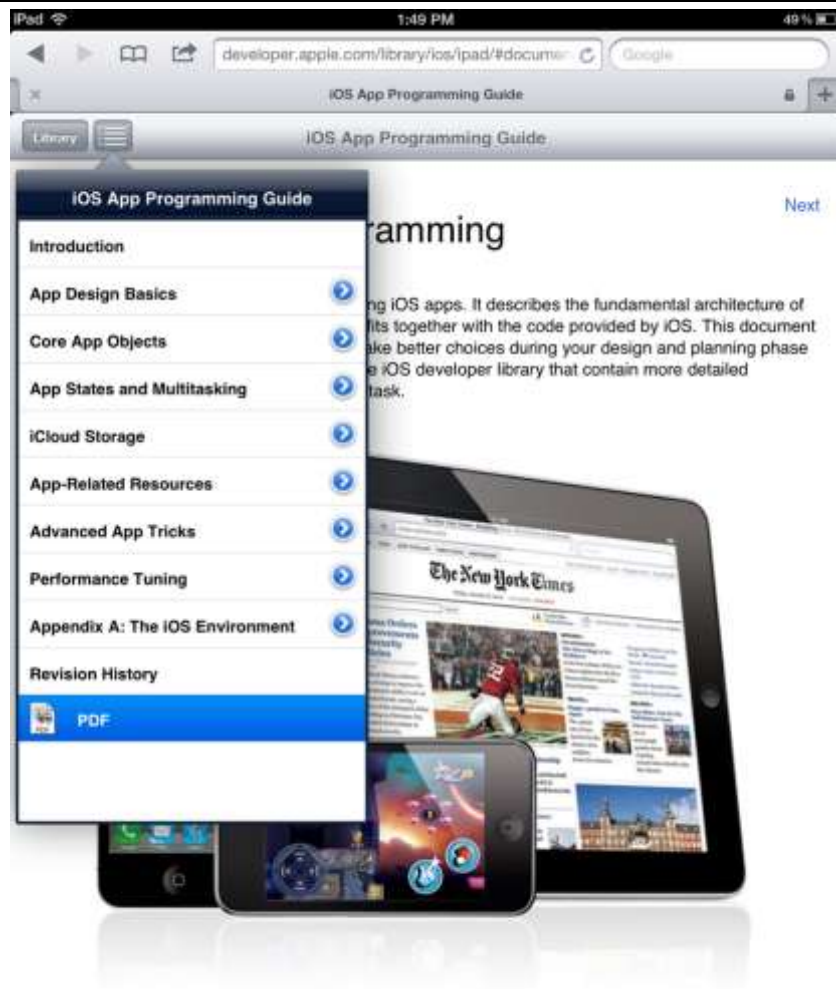 iPad 1:49 PM 49 %
developer.apple.com/library/ios/ipad/#docume Google
iOS App Programming Guide
Library iOS App Programming Guide
iOS App Programming Guide
Next
ramming
Introduction
App Design Basics
ng iOS apps. It describes the fundamental architecture of
fits together with the code provided by iOS. This document
Core App Objects
ake better choices during your design and planning phase
e iOS developer library that contain more detailed
App States and Multitasking
task.
iCloud Storage
App-Related Resources
Advanced App Tricks
The New York Times
Performance Tuning
Appendix A: The iOS Environment
Revision History
PDF